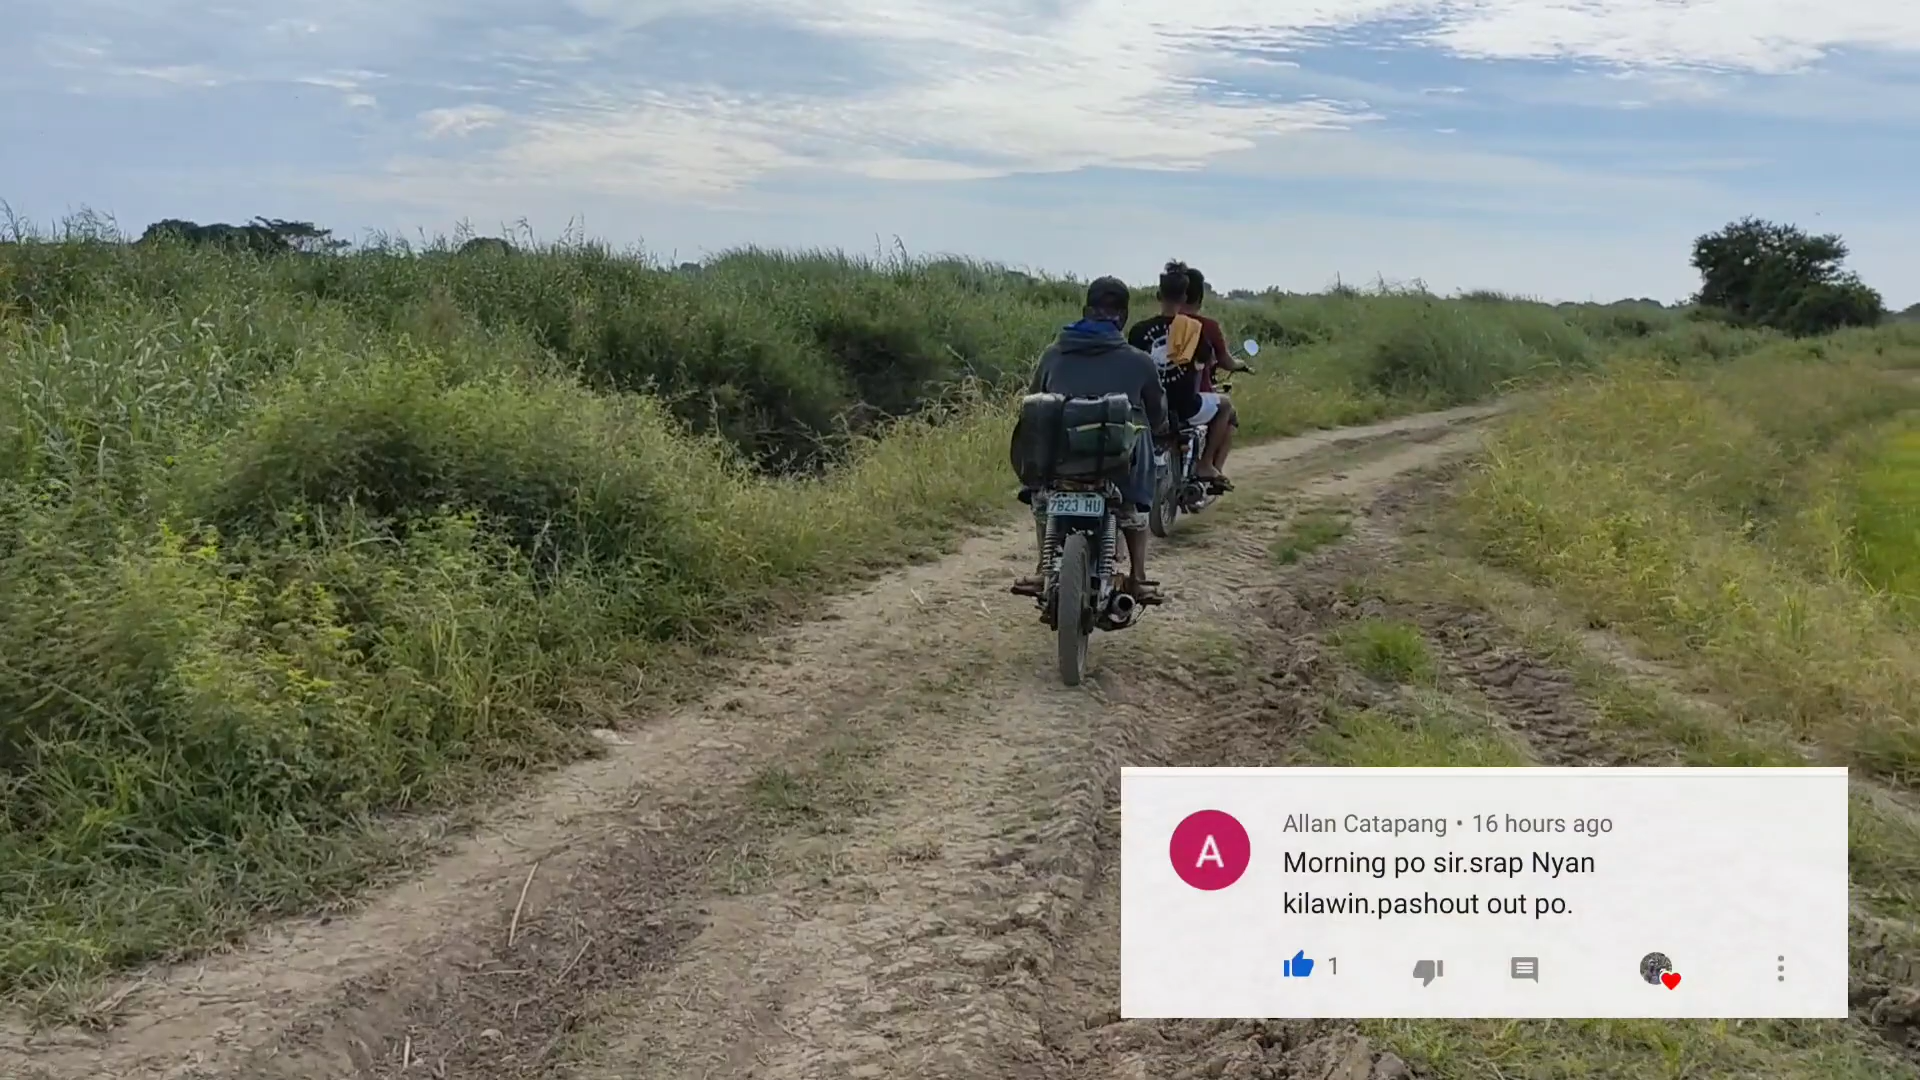 7823 HU
Allan Catapang • 16 hours ago
Morning po sir.srap Nyan
kilawin.pashout out po.
1